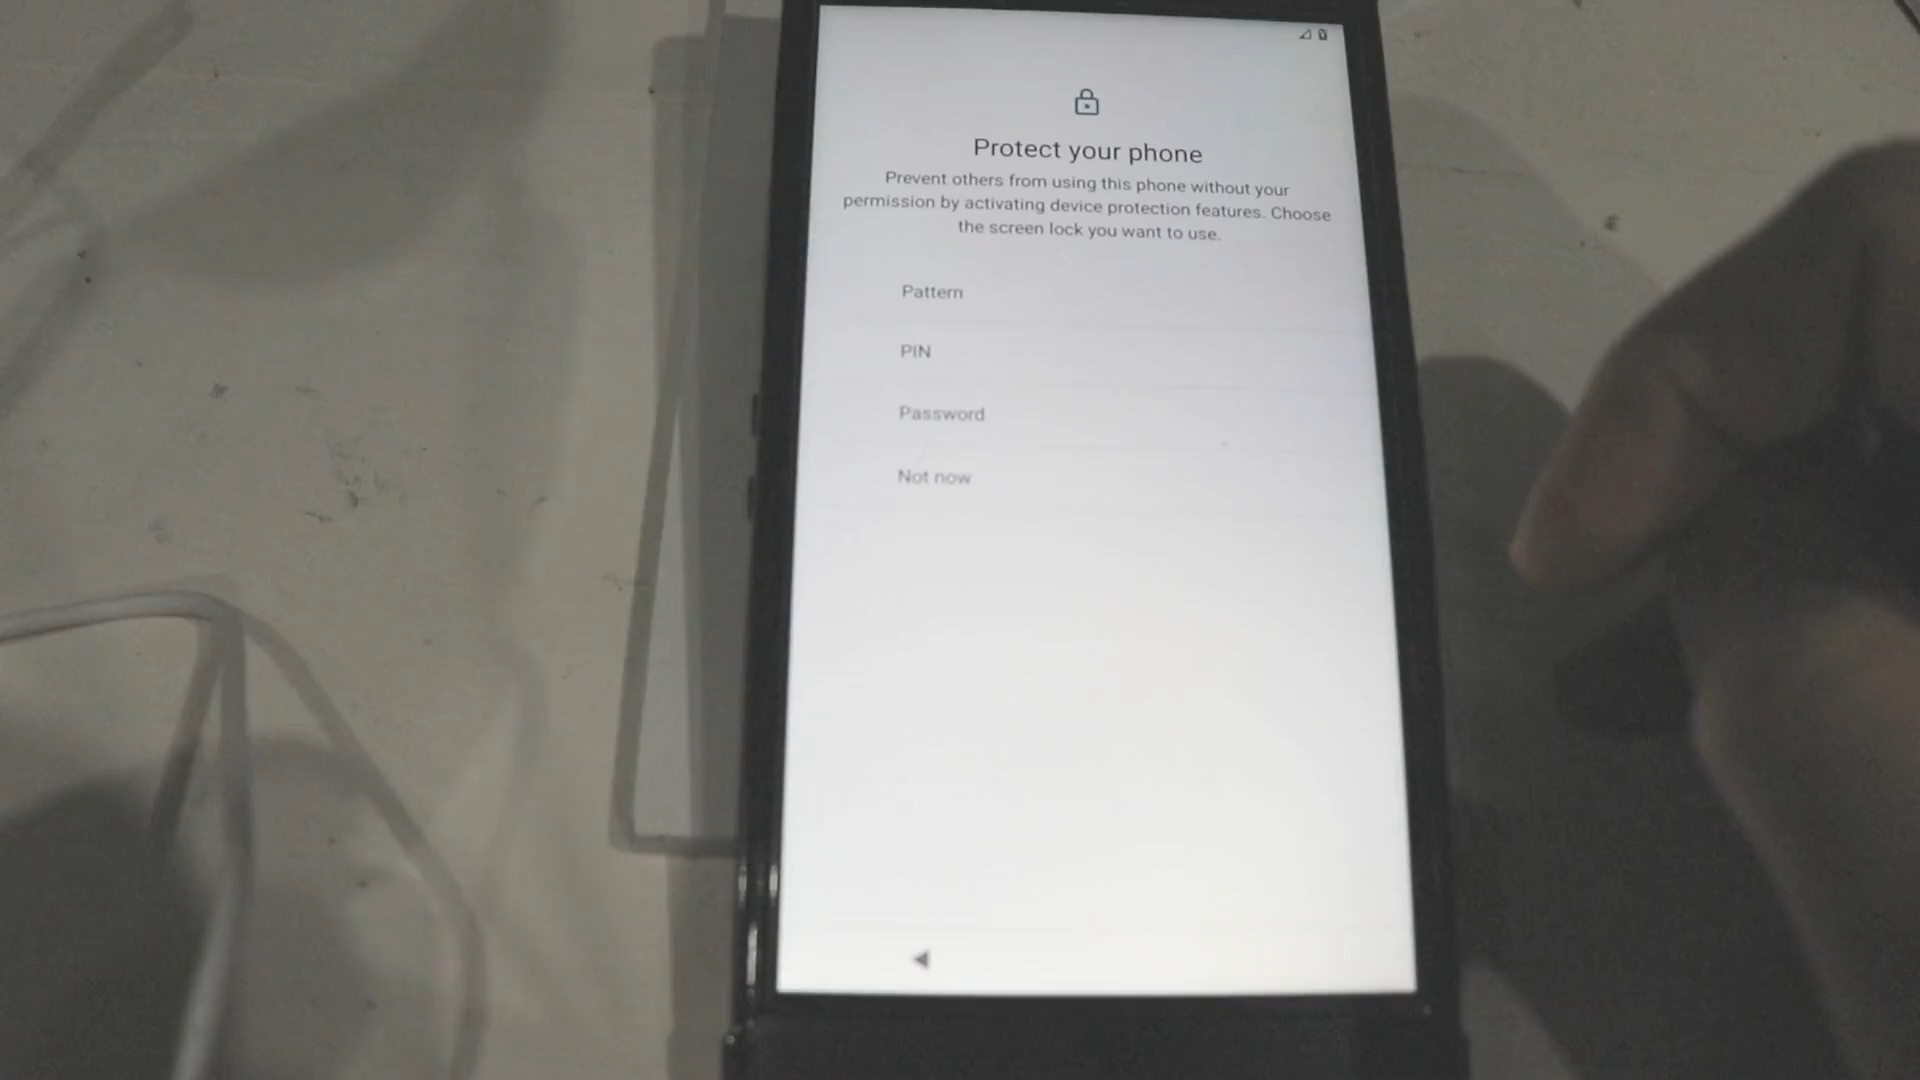 Protect your phone
Prevent others from using this phone without your
permission by activating device protection features. Choose
the screen lock you want to use.
Pattern
PIN
Password
Not now